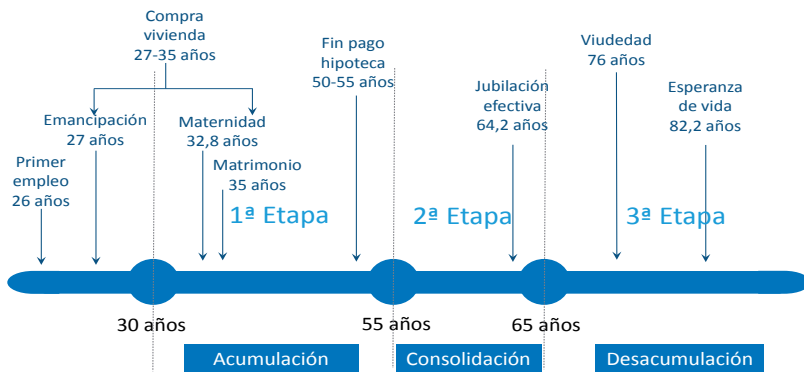 Compra
vivienda
27-35 años
Emancipación
27 años
Primer
empleo
26 años
Maternidad
32,8 años
Matrimonio
35 años
Fin pago
hipoteca
50-55 años
Jubilación
efectiva
64,2 años
Viudedad
76 años
Esperanza
de vida
82,2 años
1ª Etapa
2ª Etapa
3ª Etapa
30 años
55 años
65 años
Acumulación
Consolidación
Desacumulación